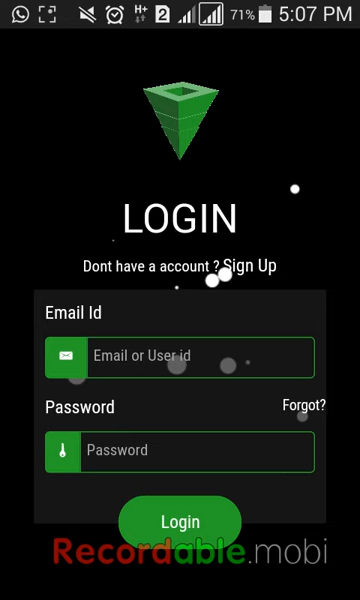 H+ 2 71% 5:07 PM
LOGIN
Dont have a account ? Sign Up
Email Id
Email or User id
Password Forgot?
Password
Login
Recordable.mobi